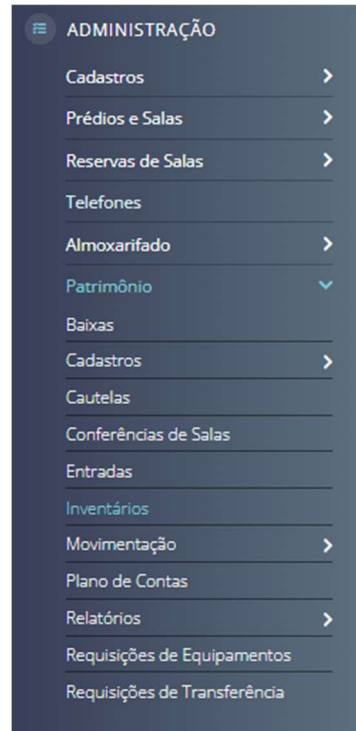 ADMINISTRAÇÃO
Cadastros
Prédios e Salas
Reservas de Salas
Telefones
Almoxarifado
Patrimônio
Baixas
Cadastros
Cautelas
Conferências de Salas
Entradas
Inventários
Movimentação
Plano de Contas
Relatórios
Requisições de Equipamentos
Requisições de Transferência